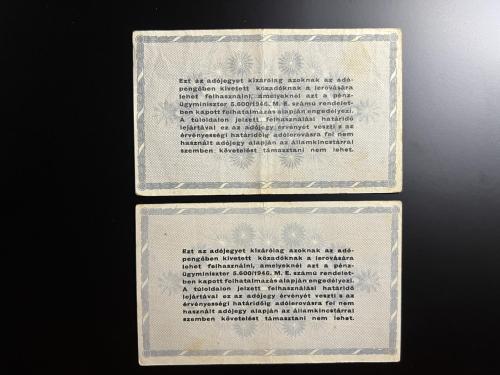 Ezt az adójegyet kizárólag azoknak az adó-
pengőben kivetett közadóknak a lerovására
lehet felhasználni, amelyeknél azt a pénz-
ügyminiszter 5.600/1946. M. E. számú rendelet-
ben kapott felhatalmazás alapján engedélyezi.
A túloldalon jelzett felhasználási határidő
lejártával ez az adójegy érvényét veszti s az
érvényességi határidőig adólerovásra fel nem
használt adójegy alapján az államkincstárral
szemben követelést támasztani nem lehet.
Ezt az adójegyet kizárólag azoknak az adó-
pengőben kivetett közadóknak a lerovására
lehet felhasználni, amelyeknél azt a pénz-
ügyminiszter 5.600/1946. M. E. számú rendelet-
ben kapott felhatalmazás alapján engedélyezi.
A túloldalon jelzett felhasználási határidő
lejártával ez az adójegy érvényét veszti s az
érvényességi határidőig adólerovásra fel nem
használt adójegy alapján az államkincstárral
szemben követelést támasztani nem lehet.